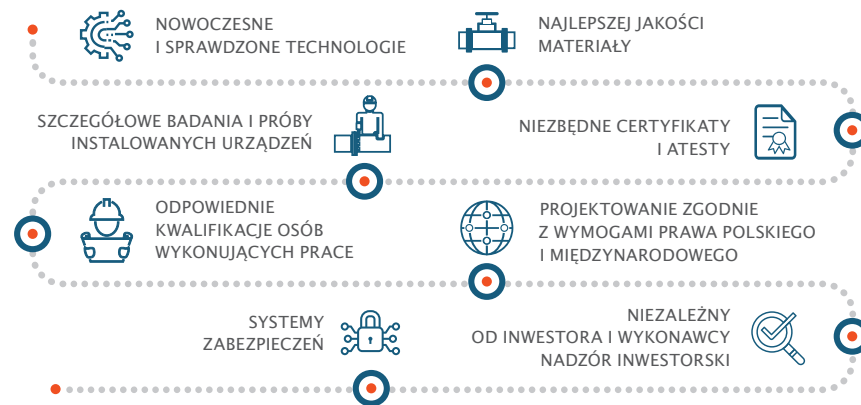 NOWOCZESNE
I SPRAWDZONE TECHNOLOGIE
NAJLEPSZEJ JAKOŚCI
MATERIAŁY
SZCZEGÓŁOWE BADANIA I PRÓBY
INSTALOWANYCH URZĄDZEŃ
NIEZBĘDNE CERTYFIKATY
I ATESTY
ODPOWIEDNIE
KWALIFIKACJE OSÓB
WYKONUJĄCYCH PRACE
PROJEKTOWANIE ZGODNIE
Z WYMOGAMI PRAWA POLSKIEGO
I MIĘDZYNARODOWEGO
SYSTEMY
ZABEZPIECZEŃ
NIEZALEŻNY
OD INWESTORA I WYKONAWCY
NADZÓR INWESTORSKI